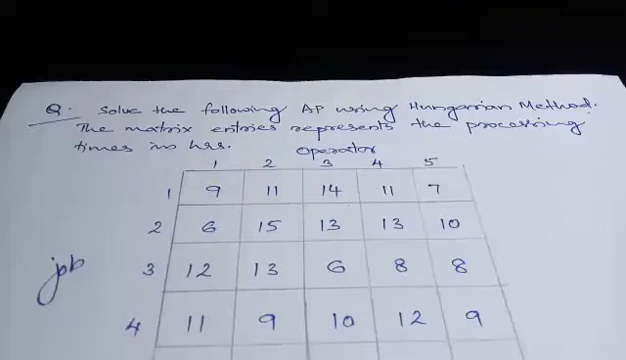 Q. Solve the following AP using Hungarian Method.
The matrix entries represents the processing
times in hrs.
Operator
1 2 3 4 5
1 9 11 14 11 7
2 6 15 13 13 10
job
3 12 13 6 8 8
4 11 9 10 12 9